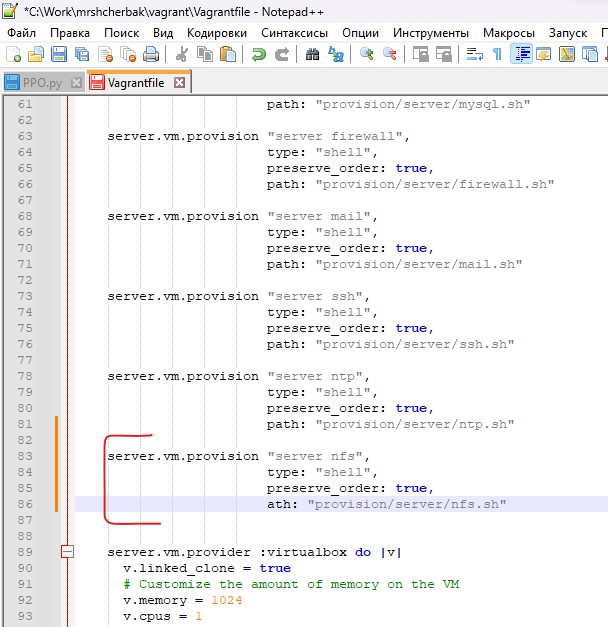 *C:\Work\mrshcherbak\vagrant\Vagrantfile - Notepad++
Файл Правка Поиск Вид Кодировки Синтаксисы Опции Инструменты Макросы Запуск
PPO.py Vagrantfile
61 path: "provision/server/mysql.sh"
62
63 server.vm.provision "server firewall",
64 type: "shell",
65 preserve_order: true,
66 path: "provision/server/firewall.sh"
67
68 server.vm.provision "server mail",
69 type: "shell",
70 preserve_order: true,
71 path: "provision/server/mail.sh"
72
73 server.vm.provision "server ssh",
74 type: "shell",
75 preserve_order: true,
76 path: "provision/server/ssh.sh"
77
78 server.vm.provision "server ntp",
79 type: "shell",
80 preserve_order: true,
81 path: "provision/server/ntp.sh"
82
83 server.vm.provision "server nfs",
84 type: "shell",
85 preserve_order: true,
86 ath: "provision/server/nfs.sh"
87
88
89 server.vm.provider :virtualbox do |v|
90 v.linked_clone = true
91 # Customize the amount of memory on the VM
92 v.memory = 1024
93 v.cpus = 1